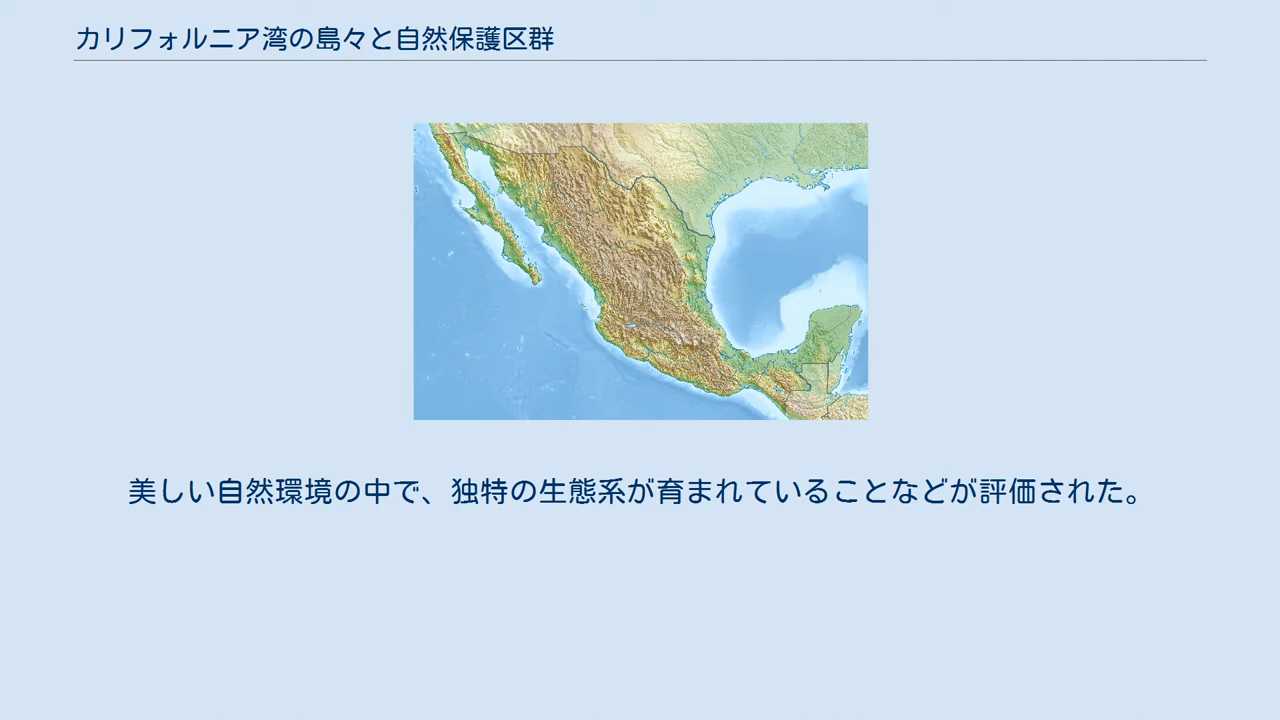 カリフォルニア湾の島々と自然保護区群
美しい自然環境の中で、独特の生態系が育まれていることなどが評価された。